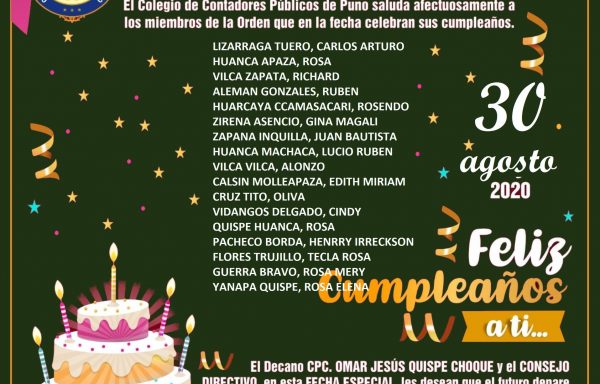 El Colegio de Contadores Públicos de Puno saluda afectuosamente a
los miembros de la Orden que en la fecha celebran sus cumpleaños.
LIZARRAGA TUERO, CARLOS ARTURO
HUANCA APAZA, ROSA
VILCA ZAPATA, RICHARD
ALEMAN GONZALES, RUBEN
HUARCAYA CCAMASACARI, ROSENDO
ZIRENA ASENCIO, GINA MAGALI
ZAPANA INQUILLA, JUAN BAUTISTA
HUANCA MACHACA, LUCIO RUBEN
VILCA VILCA, ALONZO
CALSIN MOLLEAPAZA, EDITH MIRIAM
CRUZ TITO, OLIVA
VIDANGOS DELGADO, CINDY
QUISPE HUANCA, ROSA
PACHECO BORDA, HENRRY IRRECKSON
FLORES TRUJILLO, TECLA ROSA
GUERRA BRAVO, ROSA MERY
YANAPA QUISPE, ROSA ELENA
30
agosto
-
2020
Feliz
Cumpleaños
a ti...
El Decano CPC. OMAR JESÚS QUISPE CHOQUE y el CONSEJO
DIRECTIVO, en esta FECHA ESPECIAL, les desean que el futuro depare